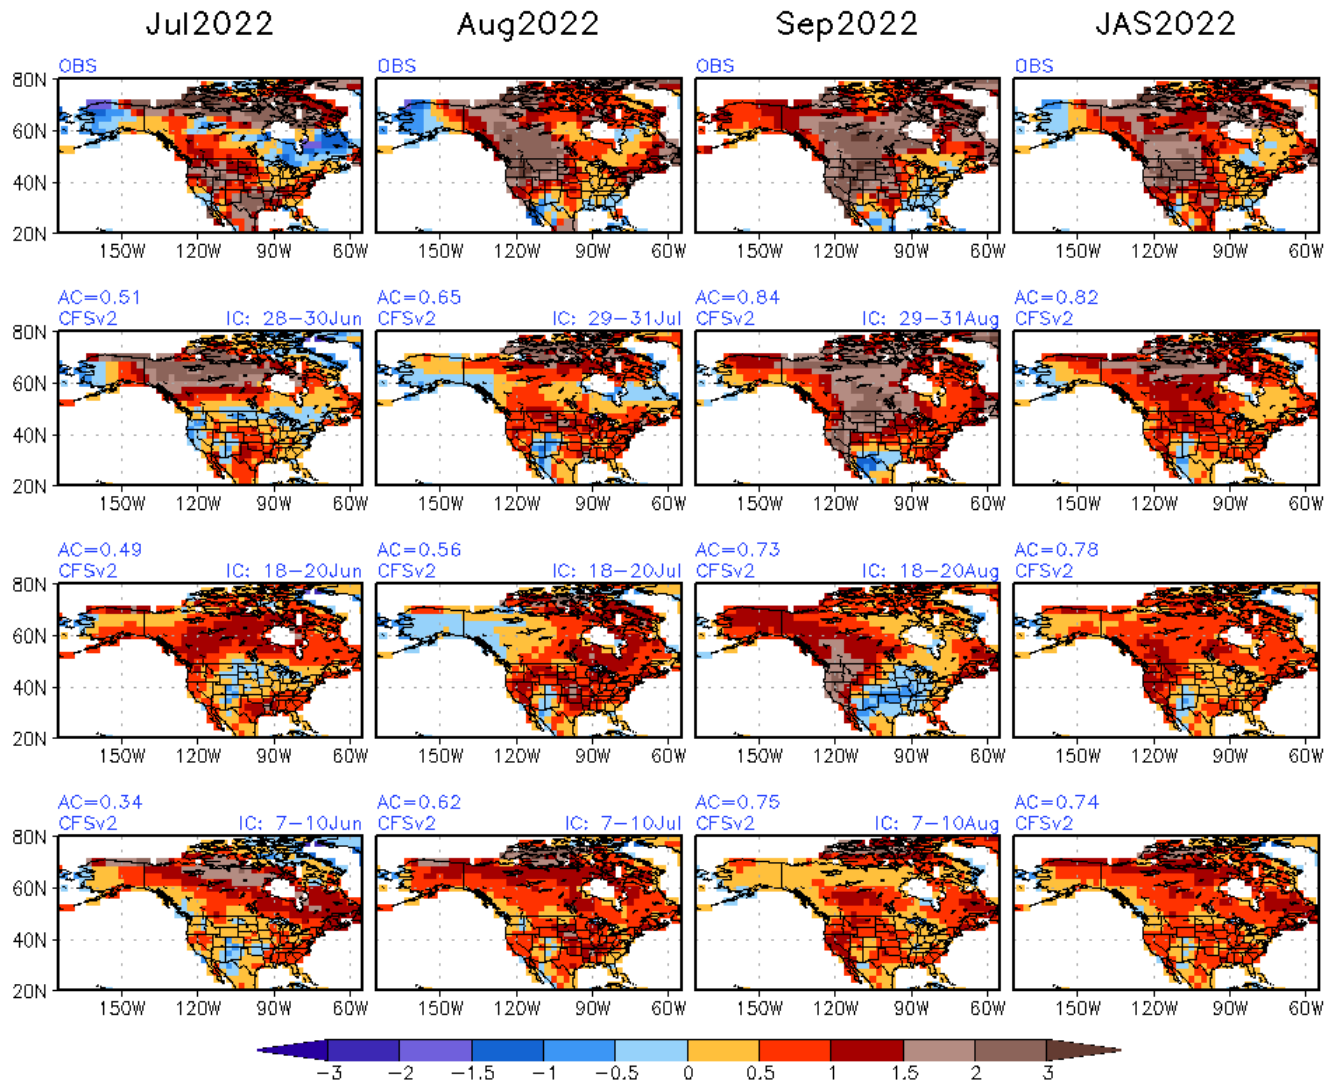 Jul2022 Aug2022 Sep2022 JAS2022
OBS OBS OBS OBS
80N
60N
40N
20N
150W 120W 90W 60W 150W 120W 90W 60W 150W 120W 90W 60W 150W 120W 90W 60W
AC=0.51 AC=0.65 AC=0.84 AC=0.82
CFSv2 IC: 28-30Jun CFSv2 IC: 29-31Jul CFSv2 IC: 29-31Aug CFSv2
80N
60N
40N
20N
150W 120W 90W 60W 150W 120W 90W 60W 150W 120W 90W 60W 150W 120W 90W 60W
AC=0.49 AC=0.56 AC=0.73 AC=0.78
CFSv2 IC: 18-20Jun CFSv2 IC: 18-20Jul CFSv2 IC: 18-20Aug CFSv2
80N
60N
40N
20N
150W 120W 90W 60W 150W 120W 90W 60W 150W 120W 90W 60W 150W 120W 90W 60W
AC=0.34 AC=0.62 AC=0.75 AC=0.74
CFSv2 IC: 7-10Jun CFSv2 IC: 7-10Jul CFSv2 IC: 7-10Aug CFSv2
80N
60N
40N
20N
150W 120W 90W 60W 150W 120W 90W 60W 150W 120W 90W 60W 150W 120W 90W 60W
-3 -2 -1.5 -1 -0.5 0 0.5 1 1.5 2 3